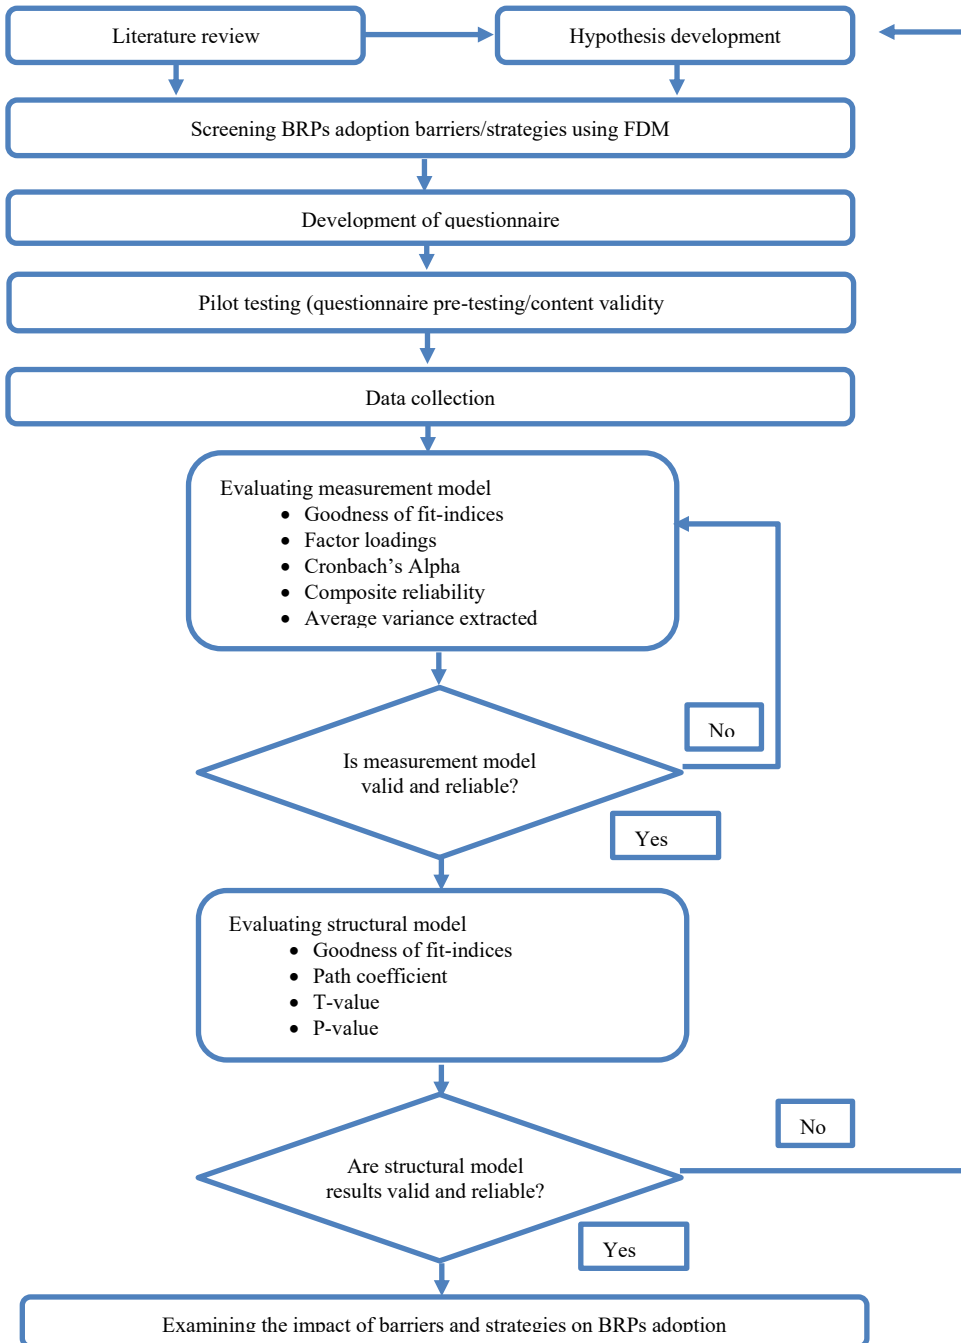 Literature review
Hypothesis development
Screening BRPs adoption barriers/strategies using FDM
Development of questionnaire
Pilot testing (questionnaire pre-testing/content validity
Data collection
Evaluating measurement model
• Goodness of fit-indices
• Factor loadings
• Cronbach’s Alpha
• Composite reliability
• Average variance extracted
No
Is measurement model
valid and reliable?
Yes
Evaluating structural model
• Goodness of fit-indices
• Path coefficient
• T-value
• P-value
No
Are structural model
results valid and reliable?
Yes
Examining the impact of barriers and strategies on BRPs adoption